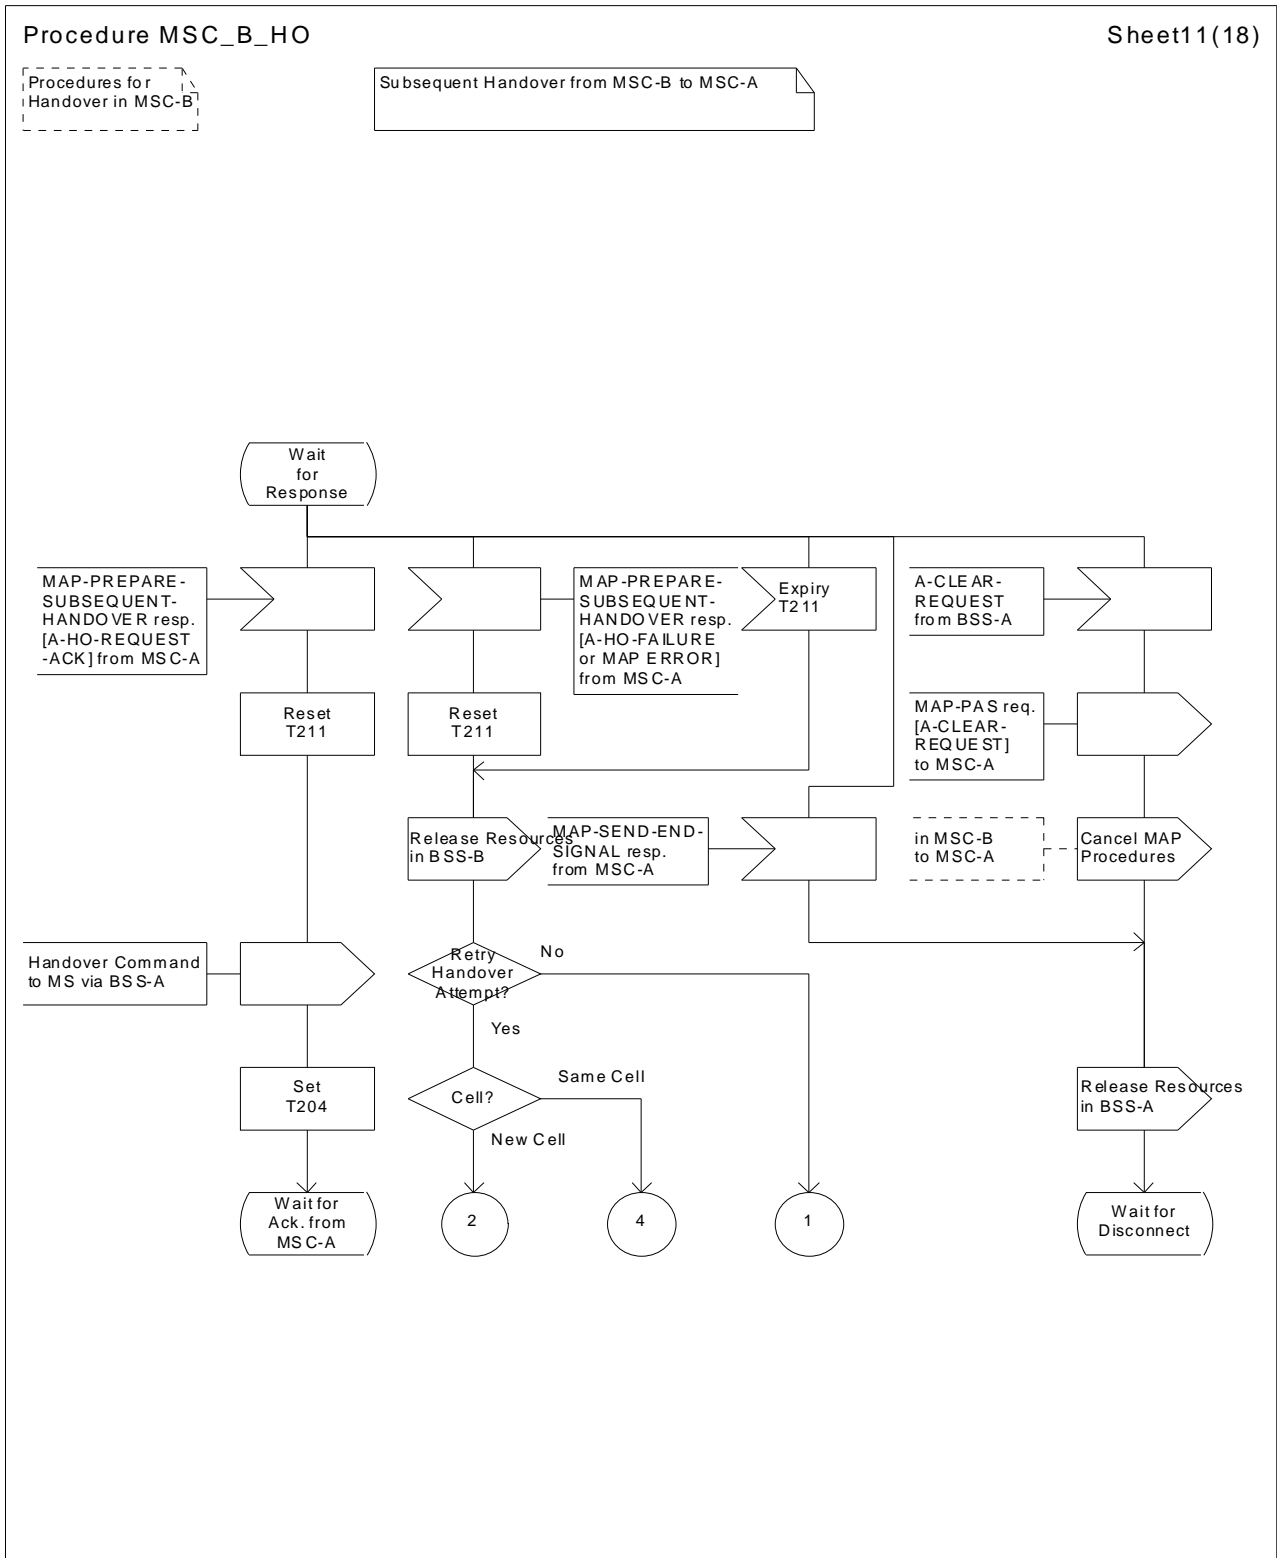 Procedure MSC_B_HO
Sheet11(18)
Procedures for
Handover in MSC-B
Subsequent Handover from MSC-B to MSC-A
Wait
for
Response
MAP-PREPARE-
SUBSEQUENT-
HANDOVER resp.
[A-HO-REQUEST
-ACK] from MSC-A
MAP-PREPARE-
SUBSEQUENT-
HANDOVER resp.
[A-HO-FAILURE
or MAP ERROR]
from MSC-A
Expiry
T211
A-CLEAR-
REQUEST
from BSS-A
Reset
T211
Reset
T211
MAP-PAS req.
[A-CLEAR-
REQUEST]
to MSC-A
Release Resources
in BSS-B
MAP-SEND-END-
SIGNAL resp.
from MSC-A
in MSC-B
to MSC-A
Cancel MAP
Procedures
Handover Command
to MS via BSS-A
Retry
Handover
Attempt?
No
Yes
Set
T204
Cell?
Same Cell
New Cell
Release Resources
in BSS-A
Wait for
Ack. from
MSC-A
2
4
1
Wait for
Disconnect